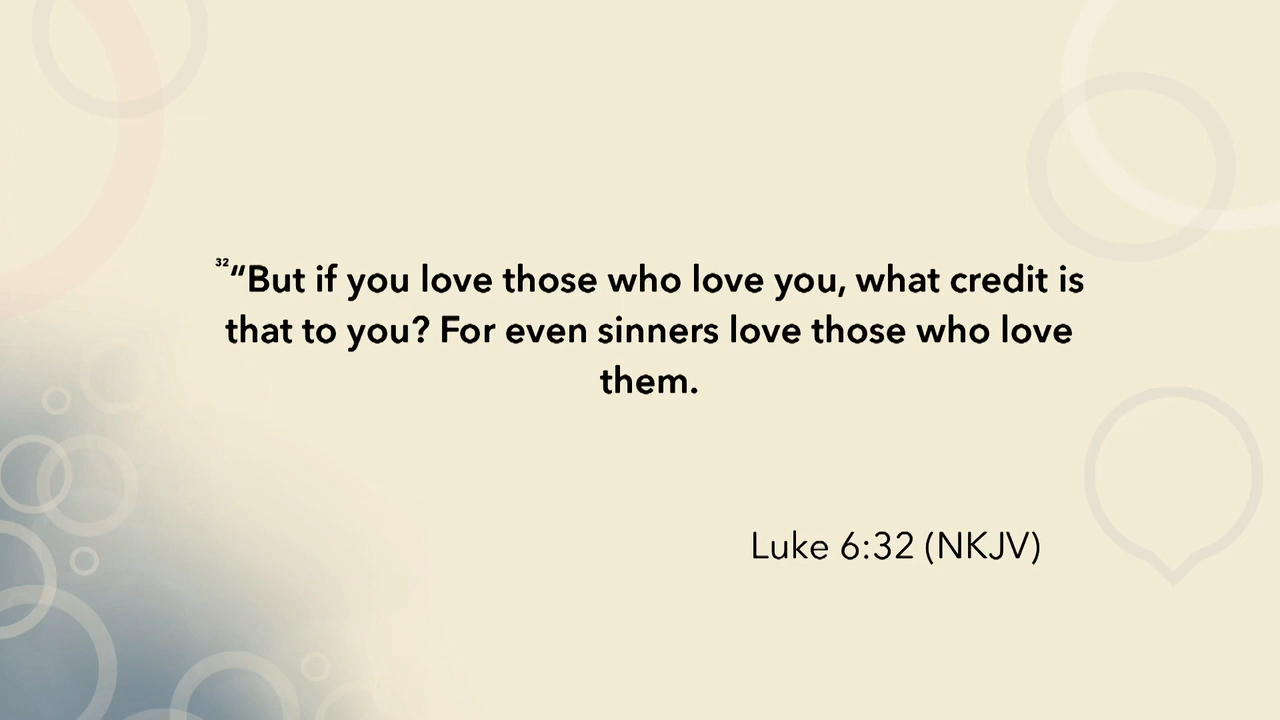 ³²“But if you love those who love you, what credit is
that to you? For even sinners love those who love
them.
Luke 6:32 (NKJV)